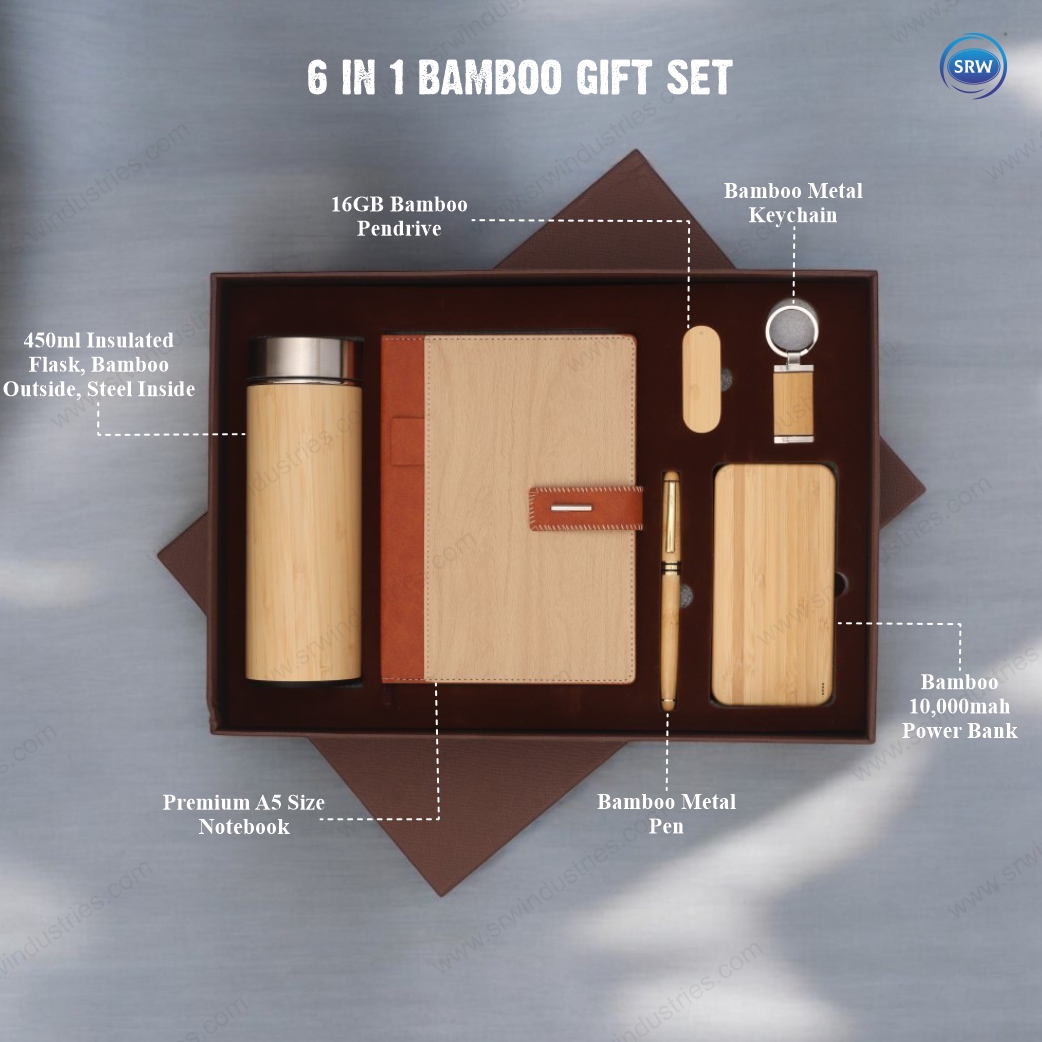 6 IN 1 BAMBOO GIFT SET
SRW
16GB Bamboo
Pendrive
Bamboo Metal
Keychain
450ml Insulated
Flask, Bamboo
Outside, Steel Inside
Bamboo
10,000mah
Power Bank
Premium A5 Size
Notebook
Bamboo Metal
Pen
www.srwindustries.com